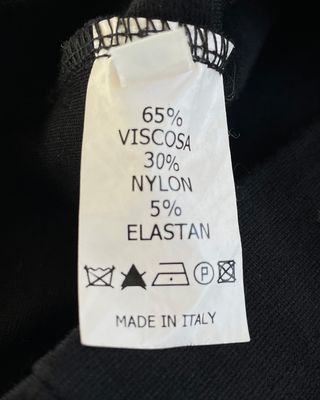 65%
VISCOSA
30%
NYLON
5%
ELASTAN
P
MADE IN ITALY